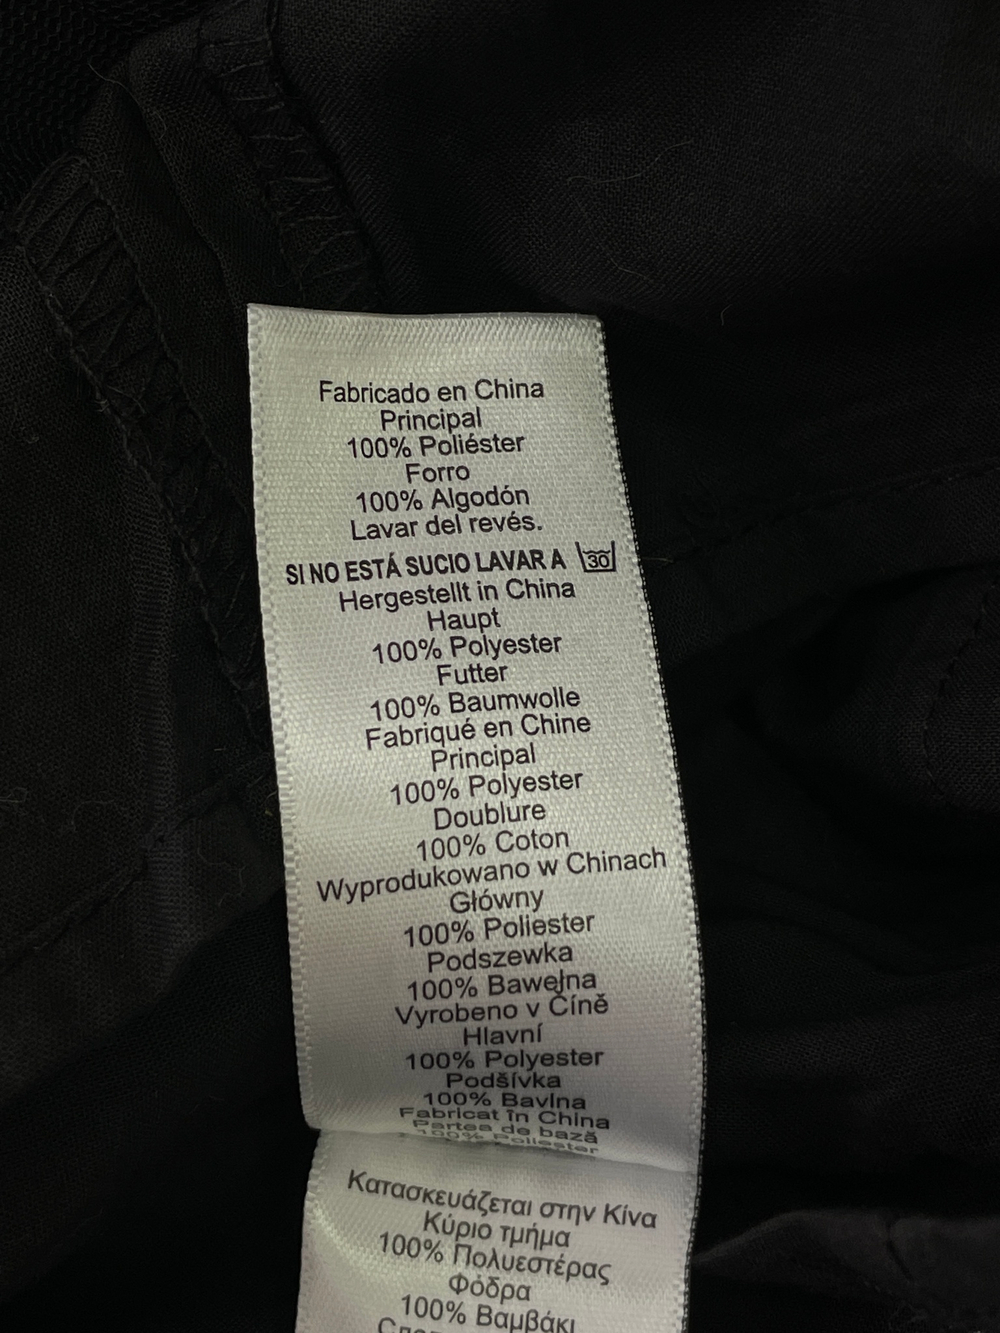 Fabricado en China
Principal
100% Poliéster
Forro
100% Algodón
Lavar del revés.
SI NO ESTÁ SUCIO LAVAR A 30
Hergestellt in China
Haupt
100% Polyester
Futter
100% Baumwolle
Fabriqué en Chine
Principal
100% Polyester
Doublure
100% Coton
Wyprodukowano w Chinach
Główny
100% Poliester
Podszewka
100% Bawełna
Vyrobeno v Číně
Hlavní
100% Polyester
Podšívka
100% Bavlna
Fabricat în China
Partea de bază
100% Poliester
Κατασκευάζεται στην Κίνα
Κύριο τμήμα
100% Πολυεστέρας
Φόδρα
100% Βαμβάκι